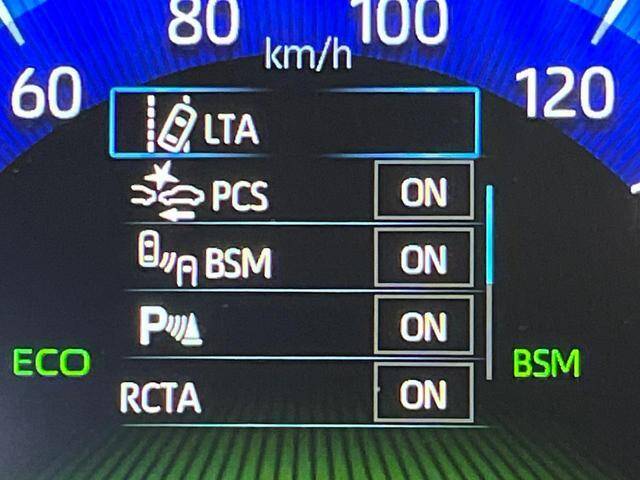 80 100
km/h
60 120
LTA
PCS ON
BSM ON
P ON
ECO BSM
RCTA ON